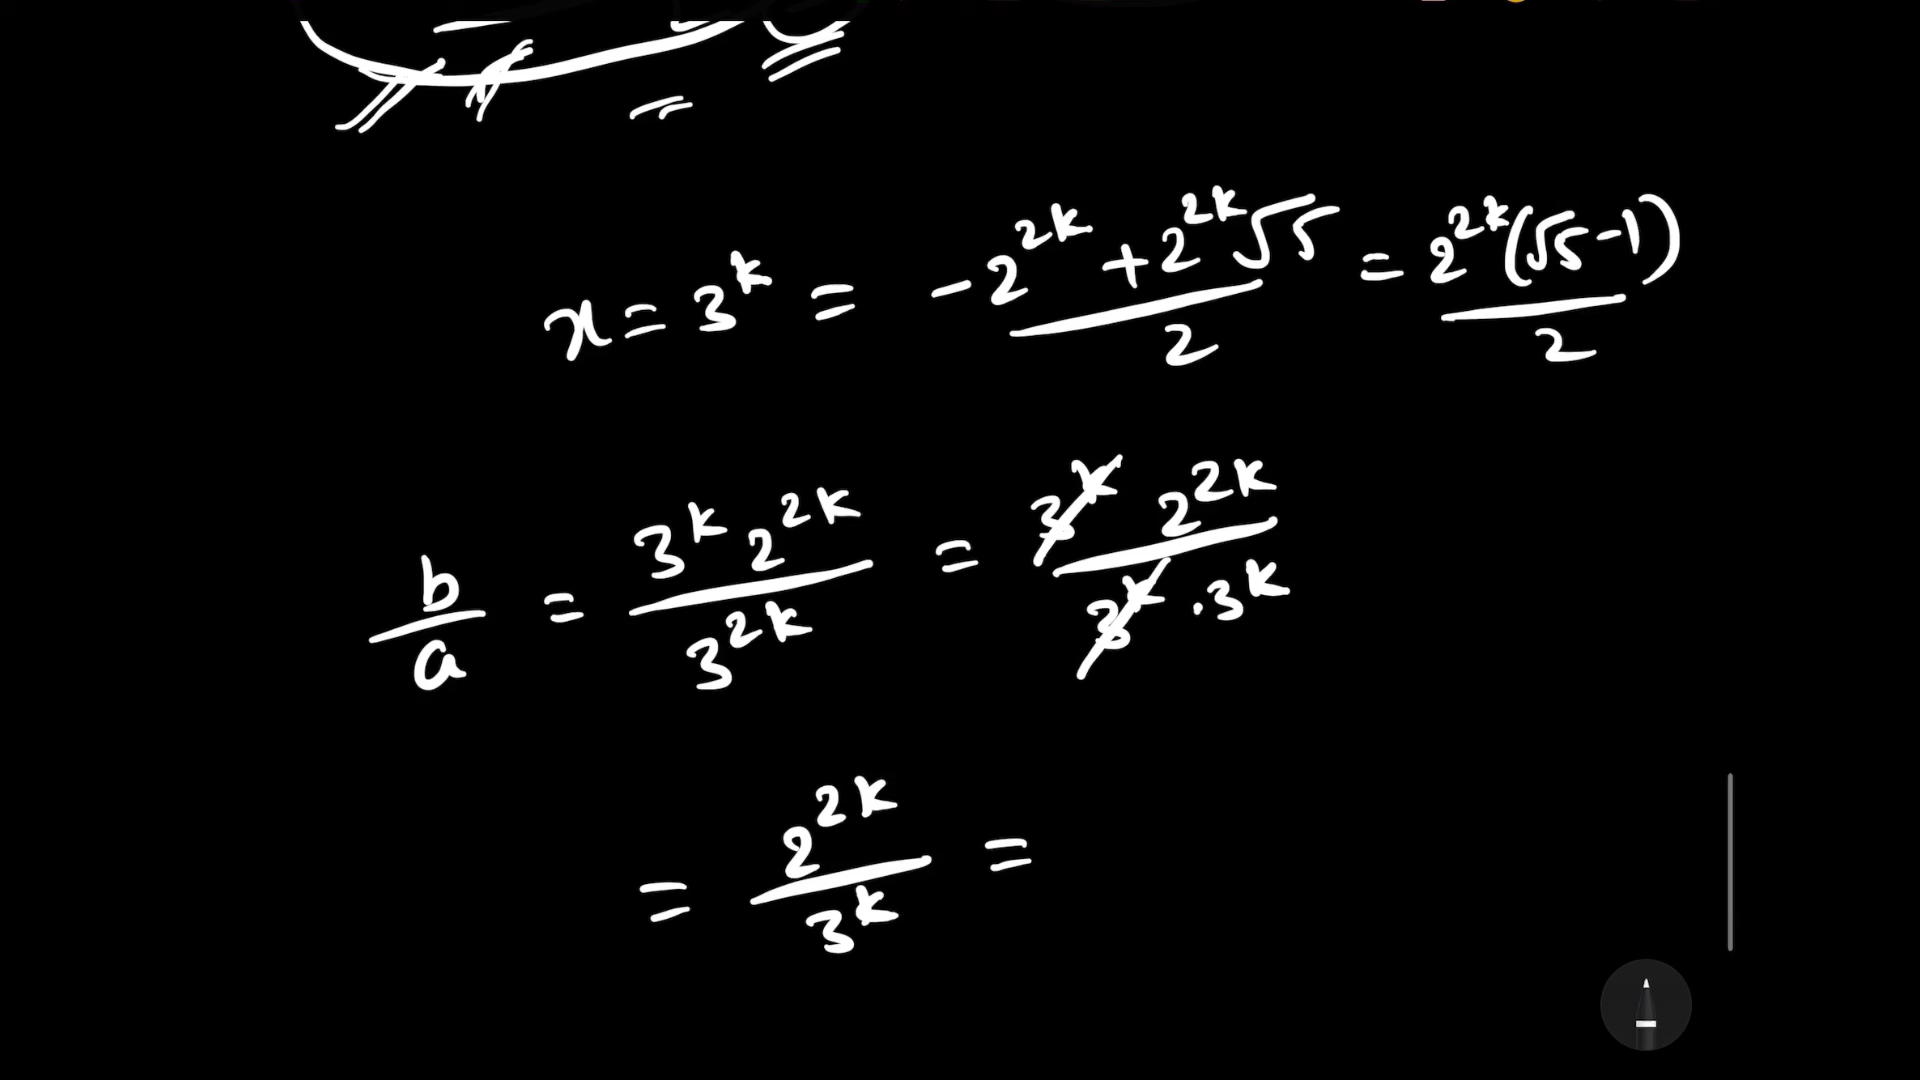 x = 3^k = (-2^{2k} + 2^{2k}√5)/2 = 2^{2k}(√5-1)/2
b/a = 3^k 2^{2k}/3^{2k} = 3^k 2^{2k}/3^k · 3^k
= 2^{2k}/3^k =